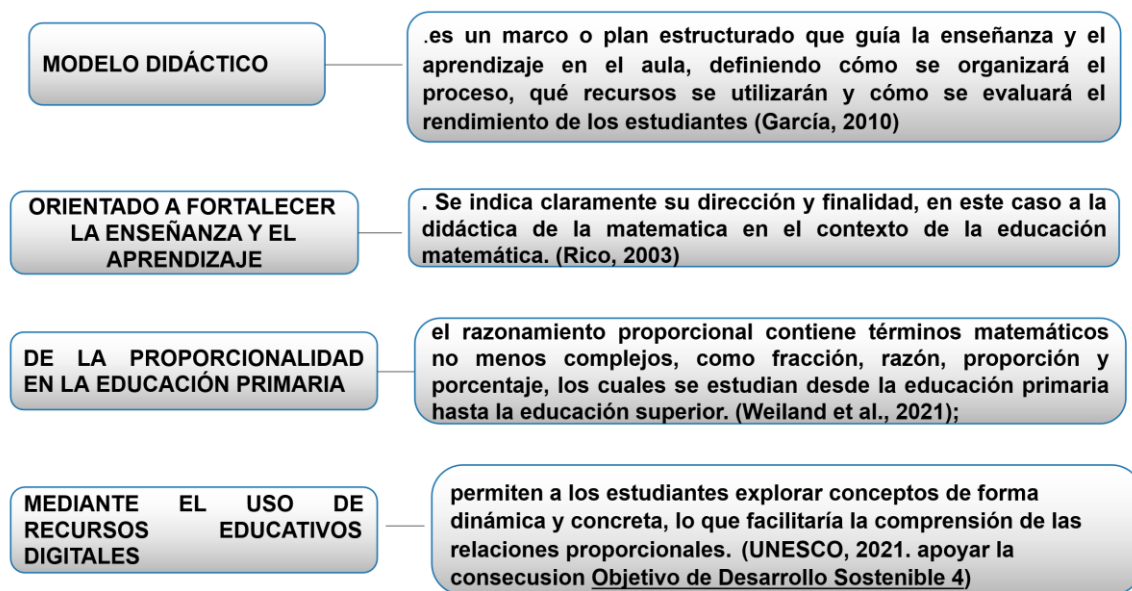 MODELO DIDÁCTICO
.es un marco o plan estructurado que guía la enseñanza y el
aprendizaje en el aula, definiendo cómo se organizará el
proceso, qué recursos se utilizarán y cómo se evaluará el
rendimiento de los estudiantes (García, 2010)
ORIENTADO A FORTALECER
LA ENSEÑANZA Y EL
APRENDIZAJE
. Se indica claramente su dirección y finalidad, en este caso a la
didáctica de la matematica en el contexto de la educación
matemática. (Rico, 2003)
DE LA PROPORCIONALIDAD
EN LA EDUCACIÓN PRIMARIA
el razonamiento proporcional contiene términos matemáticos
no menos complejos, como fracción, razón, proporción y
porcentaje, los cuales se estudian desde la educación primaria
hasta la educación superior. (Weiland et al., 2021);
MEDIANTE EL USO DE
RECURSOS EDUCATIVOS
DIGITALES
permiten a los estudiantes explorar conceptos de forma
dinámica y concreta, lo que facilitaría la comprensión de las
relaciones proporcionales. (UNESCO, 2021. apoyar la
consecusion Objetivo de Desarrollo Sostenible 4)